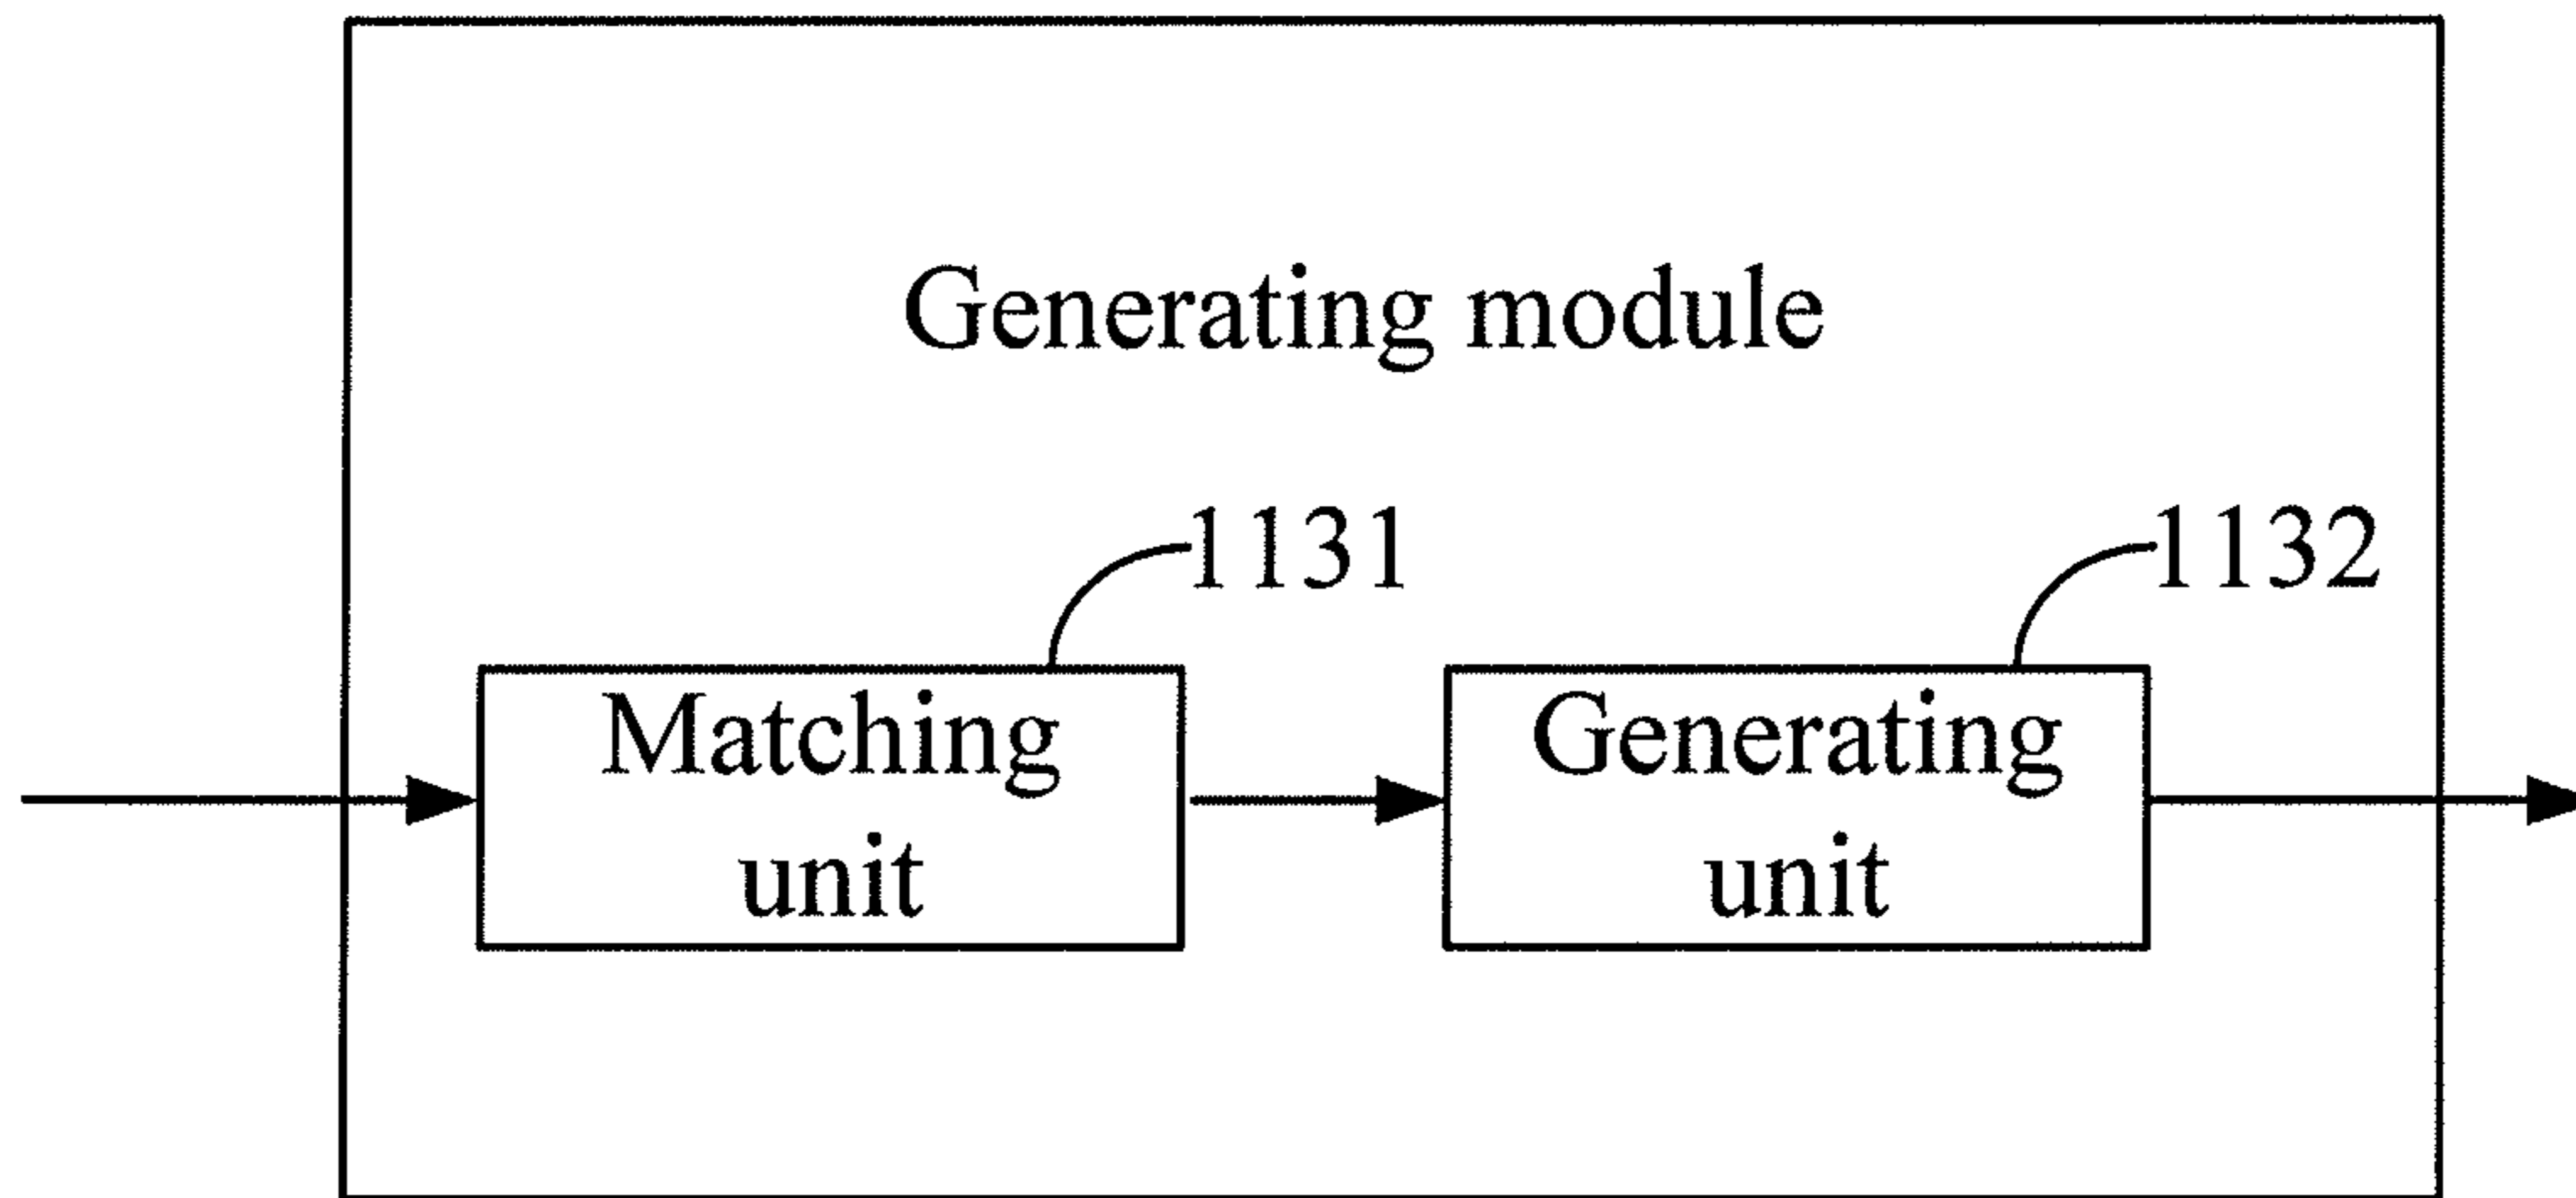 Generating module
1131
1132
Matching
unit
Generating
unit